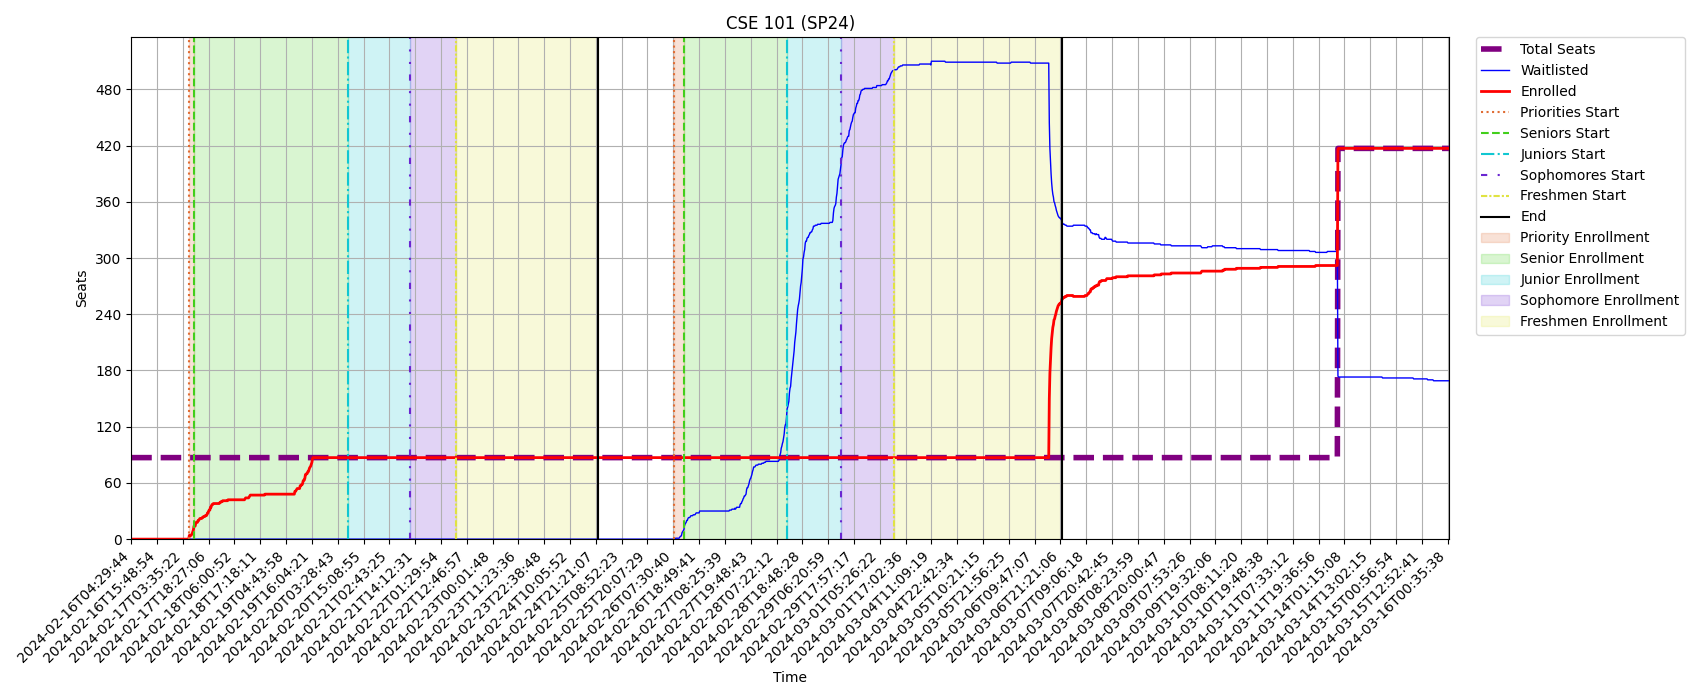 CSE 101 (SP24)
Seats
480
420
360
300
240
180
120
60
0
2024-02-16T04:29:44
2024-02-16T15:48:54
2024-02-17T03:35:22
2024-02-17T18:27:06
2024-02-18T06:00:52
2024-02-18T17:18:11
2024-02-19T04:43:58
2024-02-19T16:04:21
2024-02-20T03:28:43
2024-02-20T15:08:55
2024-02-21T02:43:25
2024-02-21T14:12:31
2024-02-22T01:29:54
2024-02-22T12:46:57
2024-02-23T00:01:48
2024-02-23T11:23:36
2024-02-23T22:38:48
2024-02-24T10:05:52
2024-02-24T21:21:07
2024-02-25T08:52:23
2024-02-25T20:07:29
2024-02-26T07:30:40
2024-02-26T18:49:41
2024-02-27T08:25:39
2024-02-27T19:48:43
2024-02-28T07:22:12
2024-02-28T18:48:28
2024-02-29T06:20:59
2024-02-29T17:57:17
2024-03-01T05:26:22
2024-03-01T17:02:36
2024-03-04T11:09:19
2024-03-04T22:42:34
2024-03-05T10:21:15
2024-03-05T21:56:25
2024-03-06T09:47:07
2024-03-06T21:21:06
2024-03-07T09:06:18
2024-03-07T20:42:45
2024-03-08T08:23:59
2024-03-08T20:00:47
2024-03-09T07:53:26
2024-03-09T19:32:06
2024-03-10T08:11:20
2024-03-10T19:48:38
2024-03-11T07:33:12
2024-03-11T19:36:56
2024-03-14T01:15:08
2024-03-14T13:02:15
2024-03-15T00:56:54
2024-03-15T12:52:41
2024-03-16T00:35:38
Time
Total Seats
Waitlisted
Enrolled
Priorities Start
Seniors Start
Juniors Start
Sophomores Start
Freshmen Start
End
Priority Enrollment
Senior Enrollment
Junior Enrollment
Sophomore Enrollment
Freshmen Enrollment